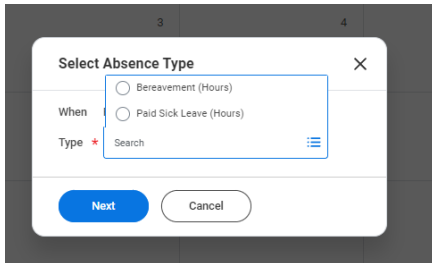 3 4
Select Absence Type
Bereavement (Hours)
When
Paid Sick Leave (Hours)
Type *
Search
Next Cancel